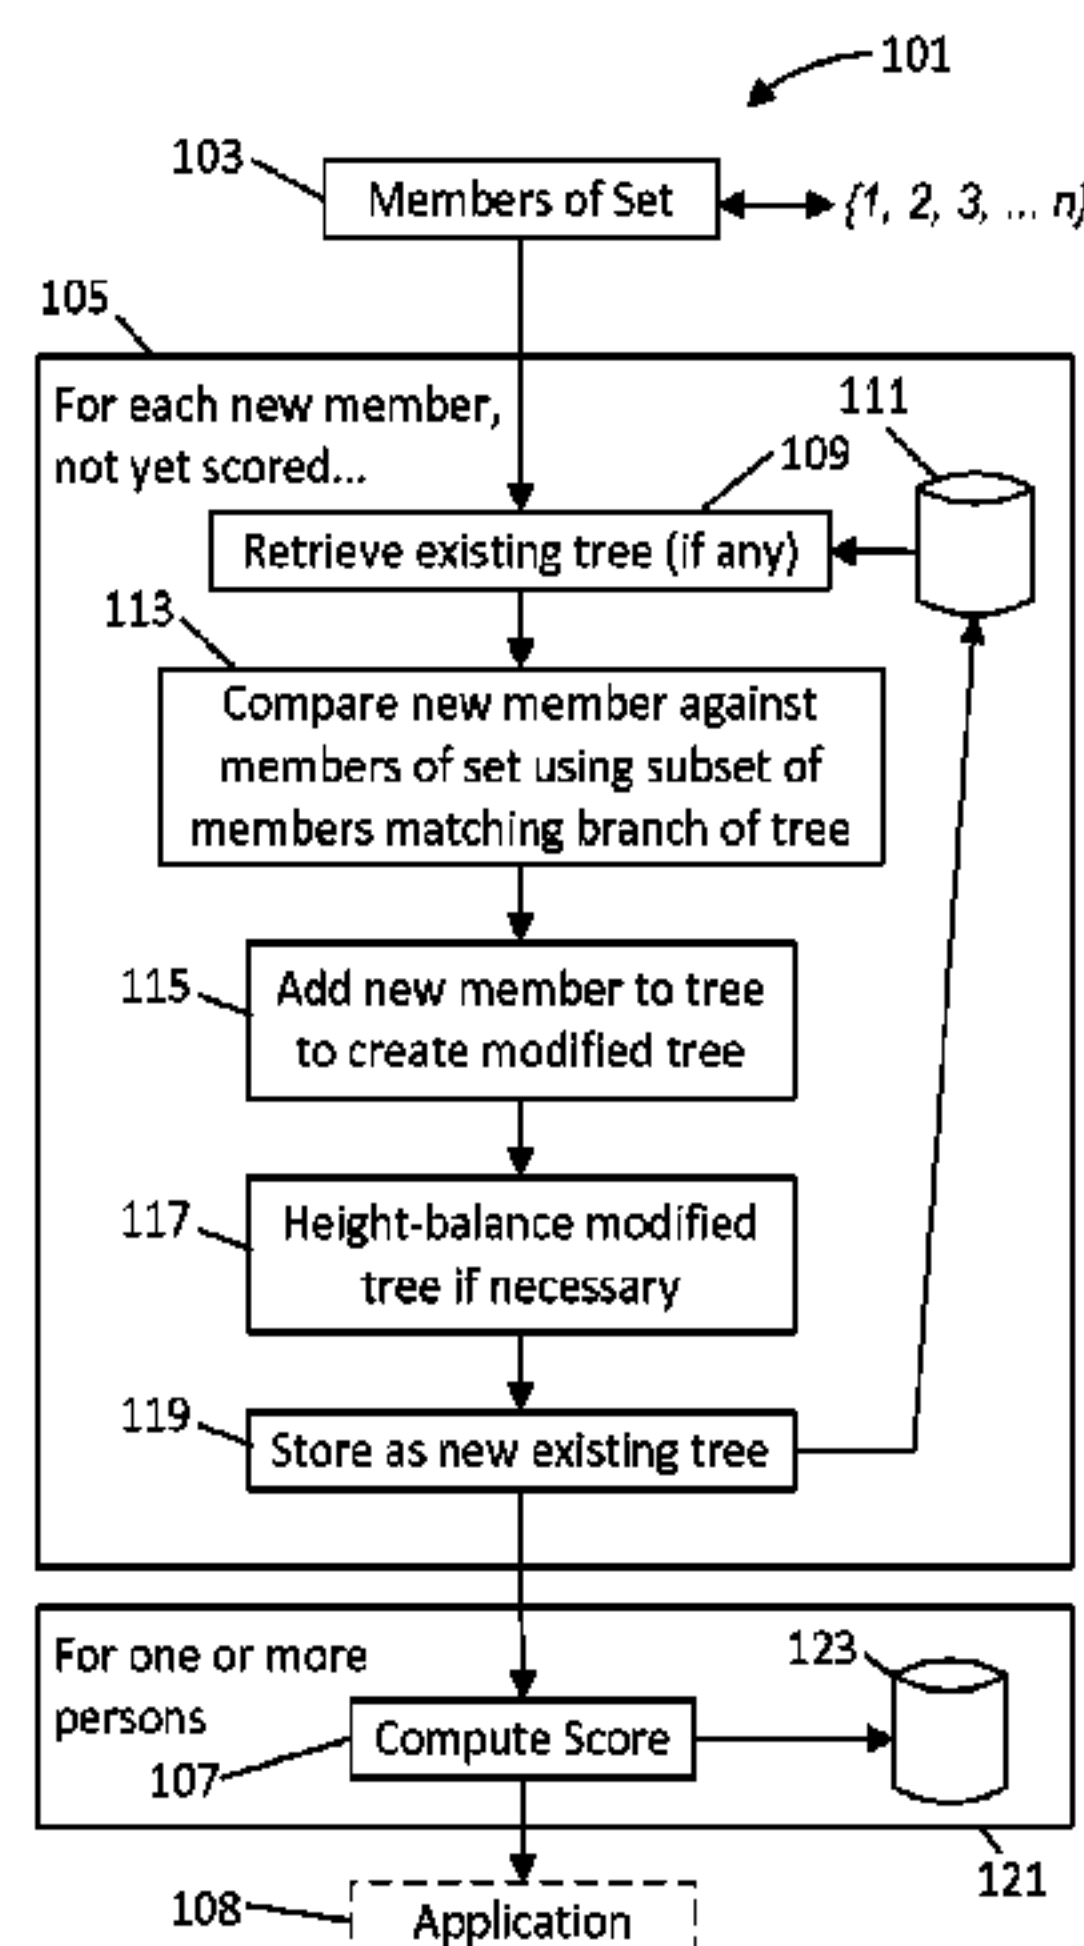 101
103
Members of Set
{1, 2, 3, ... n}
105
For each new member,
not yet scored...
111
109
Retrieve existing tree (if any)
113
Compare new member against
members of set using subset of
members matching branch of tree
115
Add new member to tree
to create modified tree
117
Height-balance modified
tree if necessary
119
Store as new existing tree
For one or more
persons
123
107
Compute Score
121
108
Application